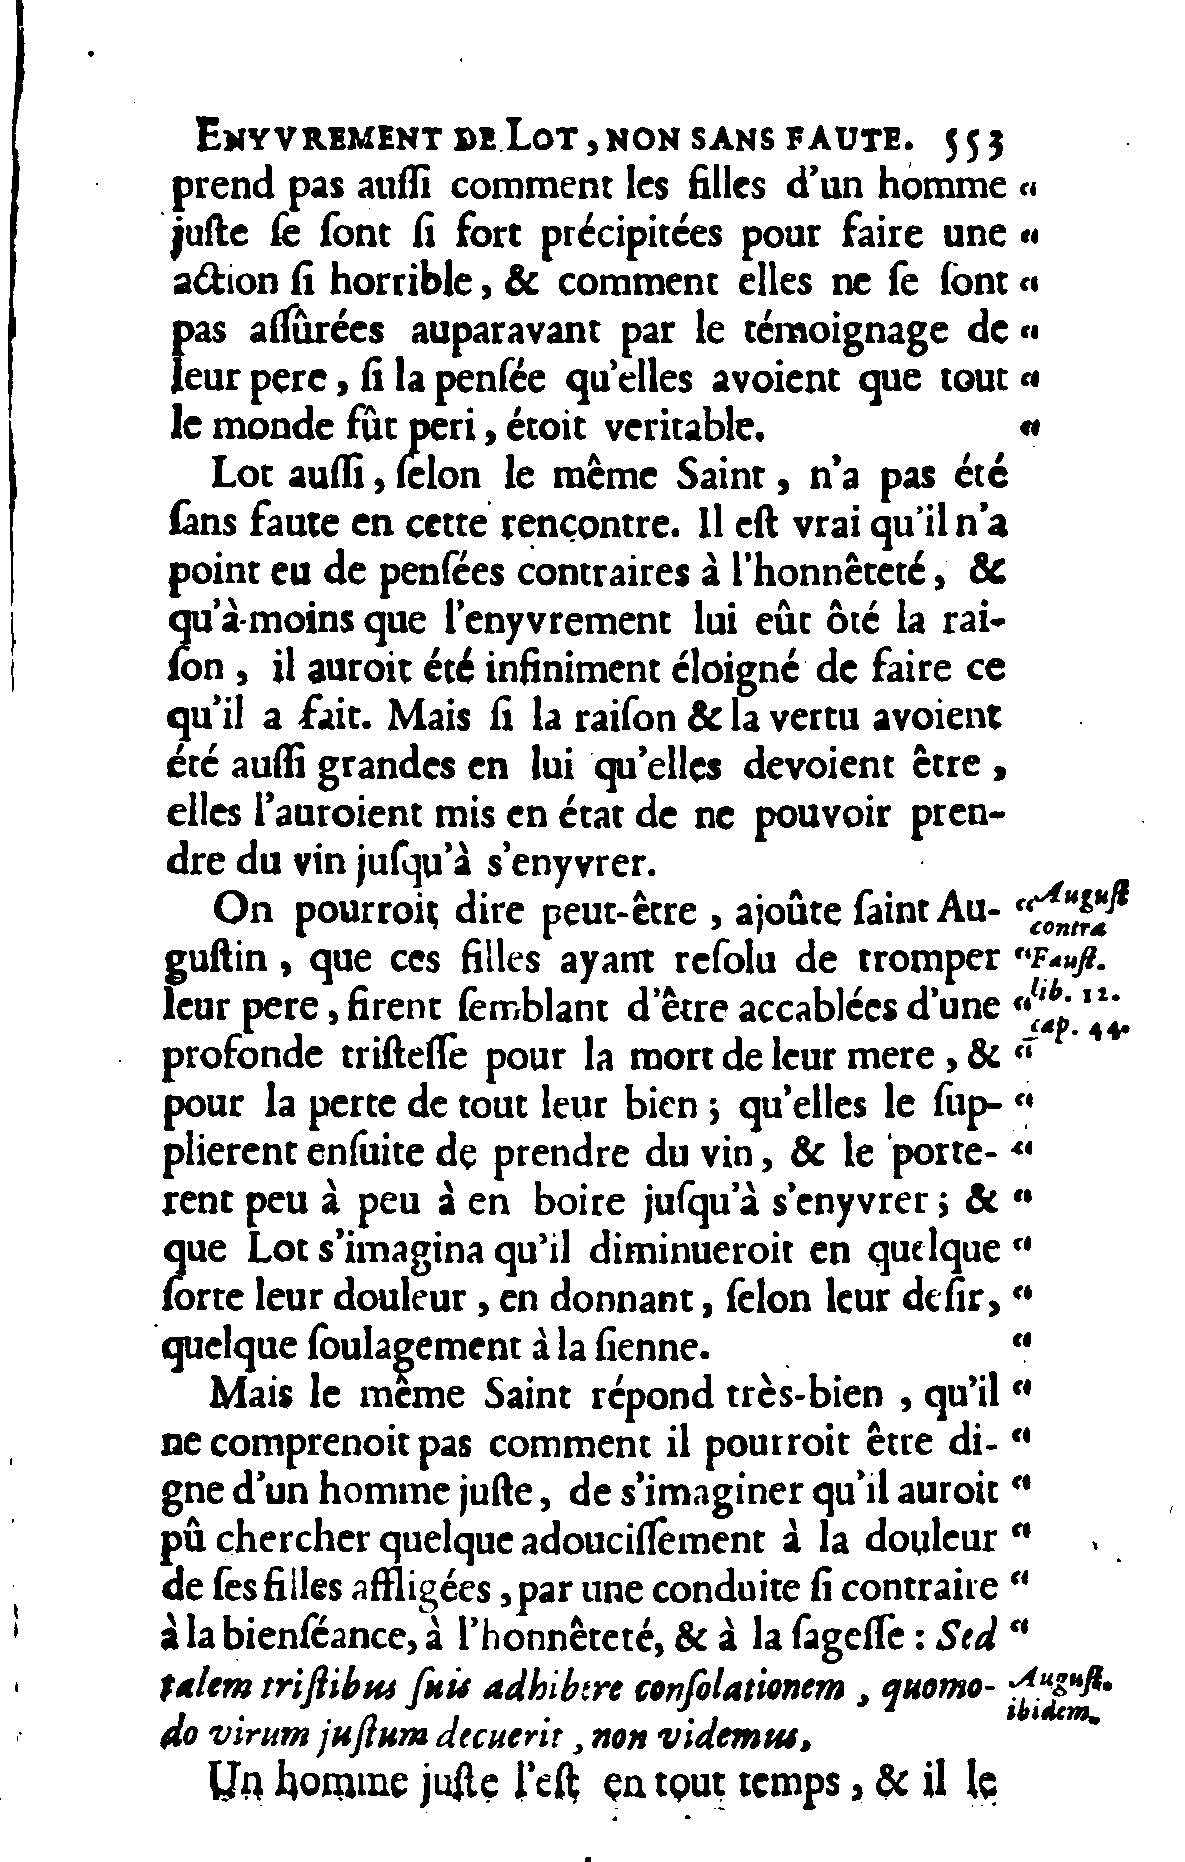 ENYVREMENT DE LOT, NON SANS FAUTE. 553
prend pas auſſi comment les filles d'un homme “
juſte ſe ſont ſi fort précipitées pour faire une “
action ſi horrible, & comment elles ne ſe ſont “
pas aſſûrées auparavant par le témoignage de “
leur pere, ſi la penſée qu'elles avoient que tout “
le monde fût peri, étoit veritable. “
Lot auſſi, ſelon le même Saint, n'a pas été
ſans faute en cette rencontre. Il eſt vrai qu'il n'a
point eu de penſées contraires à l'honnêteté, &
qu'à-moins que l'enyvrement lui eût ôté la rai-
ſon, il auroit été infiniment éloigné de faire ce
qu'il a fait. Mais ſi la raiſon & la vertu avoient
été auſſi grandes en lui qu'elles devoient être,
elles l'auroient mis en état de ne pouvoir pren-
dre du vin juſqu'à s'enyvrer.
On pourroit dire peut-être, ajoûte ſaint Au- “ Auguſt
contra
guſtin, que ces filles ayant reſolu de tromper “ Fauſt.
leur pere, firent ſemblant d'être accablées d'une “ lib. 12.
cap. 44.
profonde triſteſſe pour la mort de leur mere, & “
pour la perte de tout leur bien; qu'elles le ſup- “
plierent enſuite de prendre du vin, & le porte- “
rent peu à peu à en boire juſqu'à s'enyvrer; & “
que Lot s'imagina qu'il diminueroit en quelque “
ſorte leur douleur, en donnant, ſelon leur deſir, “
quelque ſoulagement à la ſienne. “
Mais le même Saint répond très-bien, qu'il “
ne comprenoit pas comment il pourroit être di- “
gne d'un homme juſte, de s'imaginer qu'il auroit “
pû chercher quelque adouciſſement à la douleur “
de ſes filles affligées, par une conduite ſi contraire “
à la bienſéance, à l'honnêteté, & à la ſageſſe : Sed “
talem triſtibus ſuis adhibere conſolationem, quomo- Auguſt.
ibidem.
do virum juſtum decuerit, non videmus.
Un homme juſte l'eſt en tout temps, & il le